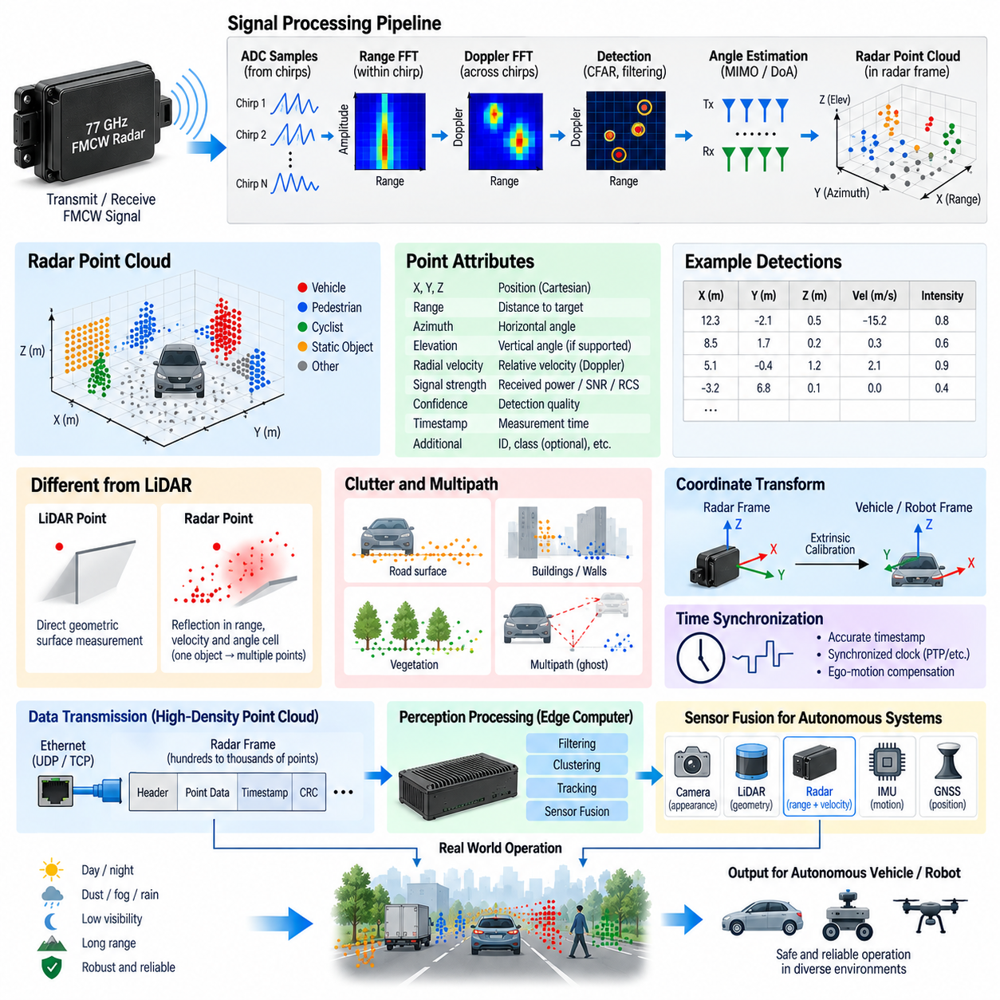 Signal Processing Pipeline
77 GHz
FMCW Radar
Transmit / Receive
FMCW Signal
ADC Samples
(from chirps)
Chirp 1
Chirp 2
Chirp N
Range FFT
(within chirp)
Amplitude
Range
Doppler FFT
(across chirps)
Doppler
Range
Detection
(CFAR, filtering)
Doppler
Range
Angle Estimation
(MIMO / DoA)
Tx
Rx
Radar Point Cloud
(in radar frame)
Z (Elev)
Y (Azimuth)
X (Range)
Radar Point Cloud
Z (m)
X (m)
Y (m)
Vehicle
Pedestrian
Cyclist
Static Object
Other
Point Attributes
X, Y, Z Position (Cartesian)
Range Distance to target
Azimuth Horizontal angle
Elevation Vertical angle (if supported)
Radial velocity Relative velocity (Doppler)
Signal strength Received power / SNR / RCS
Confidence Detection quality
Timestamp Measurement time
Additional ID, class (optional), etc.
Example Detections
X (m) Y (m) Z (m) Vel (m/s) Intensity
12.3 −2.1 0.5 −15.2 0.8
8.5 1.7 0.2 0.3 0.6
5.1 −0.4 1.2 2.1 0.9
−3.2 6.8 0.1 0.0 0.4
...
Different from LiDAR
LiDAR Point
Direct geometric
surface measurement
Radar Point
Reflection in range,
velocity and angle cell
(one object → multiple points)
Clutter and Multipath
Road surface
Buildings / Walls
Vegetation
Multipath (ghost)
Coordinate Transform
Radar Frame
Z
X
Y
Extrinsic
Calibration
Vehicle / Robot Frame
Z
Y
X
Time Synchronization
• Accurate timestamp
• Synchronized clock (PTP/etc.)
• Ego-motion compensation
Data Transmission (High-Density Point Cloud)
Ethernet
(UDP / TCP)
Radar Frame
(hundreds to thousands of points)
Header Point Data Timestamp CRC ...
Perception Processing (Edge Computer)
Filtering
Clustering
Tracking
Sensor Fusion
Sensor Fusion for Autonomous Systems
Camera
(appearance)
LiDAR
(geometry)
Radar
(range + velocity)
IMU
(motion)
GNSS
(position)
Day / night
Dust / fog / rain
Low visibility
Long range
Robust and reliable
Real World Operation
Output for Autonomous Vehicle / Robot
Safe and reliable operation
in diverse environments